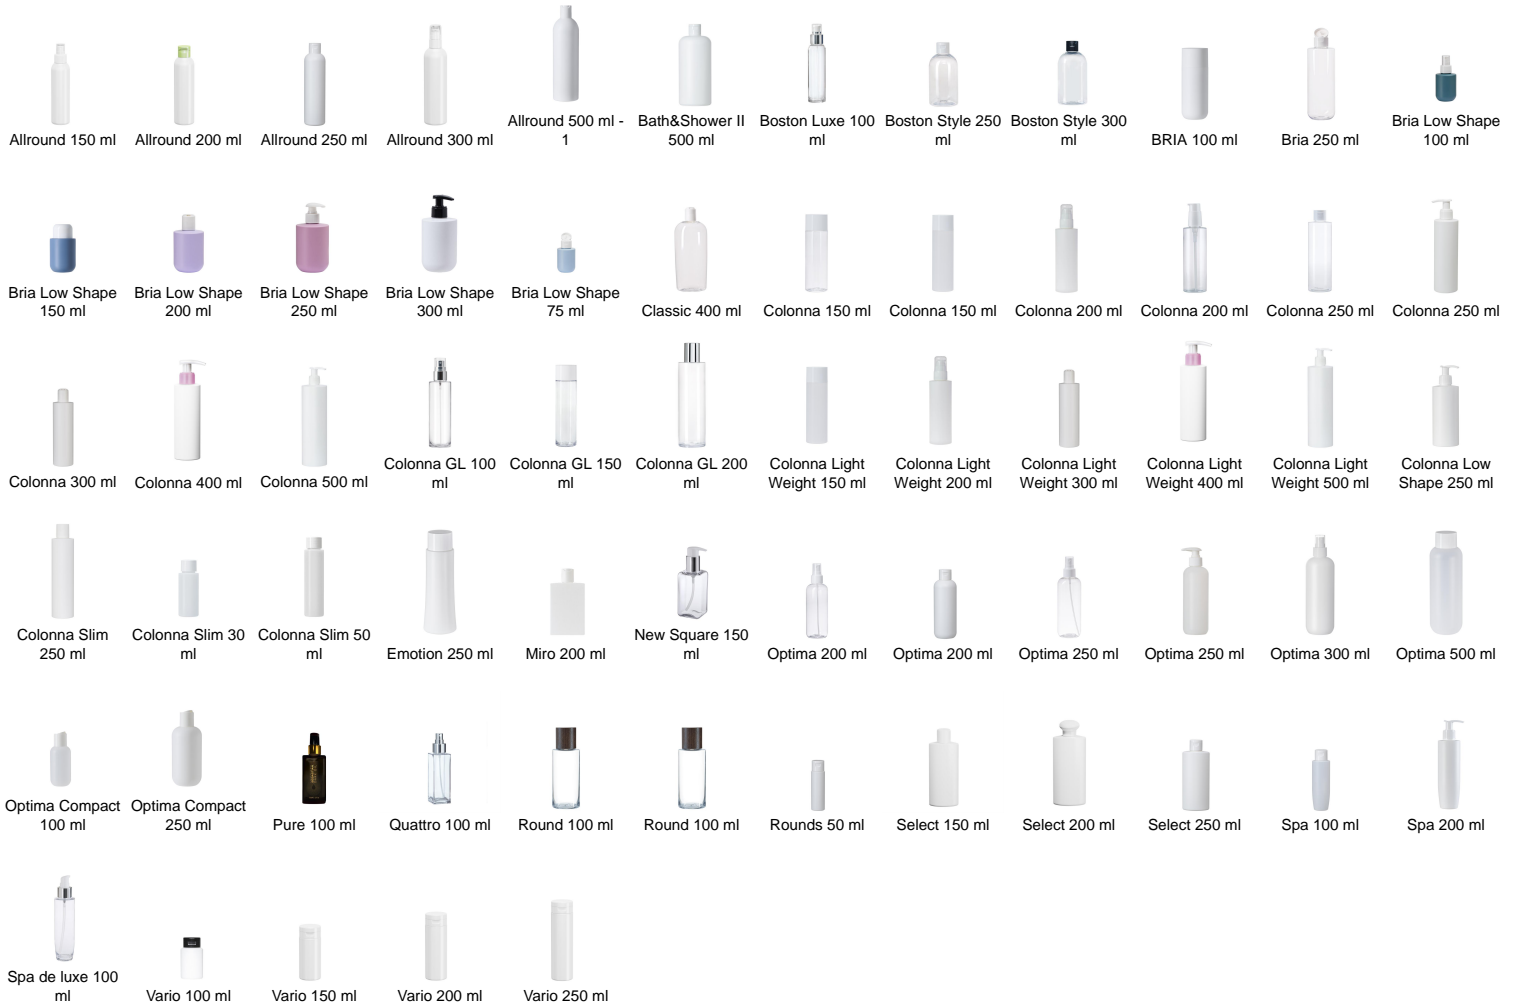 Allround 150 ml
Allround 200 ml
Allround 250 ml
Allround 300 ml
Allround 500 ml -
1
Bath&Shower II
500 ml
Boston Luxe 100
ml
Boston Style 250
ml
Boston Style 300
ml
BRIA 100 ml
Bria 250 ml
Bria Low Shape
100 ml
Bria Low Shape
150 ml
Bria Low Shape
200 ml
Bria Low Shape
250 ml
Bria Low Shape
300 ml
Bria Low Shape
75 ml
Classic 400 ml
Colonna 150 ml
Colonna 150 ml
Colonna 200 ml
Colonna 200 ml
Colonna 250 ml
Colonna 250 ml
Colonna 300 ml
Colonna 400 ml
Colonna 500 ml
Colonna GL 100
ml
Colonna GL 150
ml
Colonna GL 200
ml
Colonna Light
Weight 150 ml
Colonna Light
Weight 200 ml
Colonna Light
Weight 300 ml
Colonna Light
Weight 400 ml
Colonna Light
Weight 500 ml
Colonna Low
Shape 250 ml
Colonna Slim
250 ml
Colonna Slim 30
ml
Colonna Slim 50
ml
Emotion 250 ml
Miro 200 ml
New Square 150
ml
Optima 200 ml
Optima 200 ml
Optima 250 ml
Optima 250 ml
Optima 300 ml
Optima 500 ml
Optima Compact
100 ml
Optima Compact
250 ml
Pure 100 ml
Quattro 100 ml
Round 100 ml
Round 100 ml
Rounds 50 ml
Select 150 ml
Select 200 ml
Select 250 ml
Spa 100 ml
Spa 200 ml
Spa de luxe 100
ml
Vario 100 ml
Vario 150 ml
Vario 200 ml
Vario 250 ml